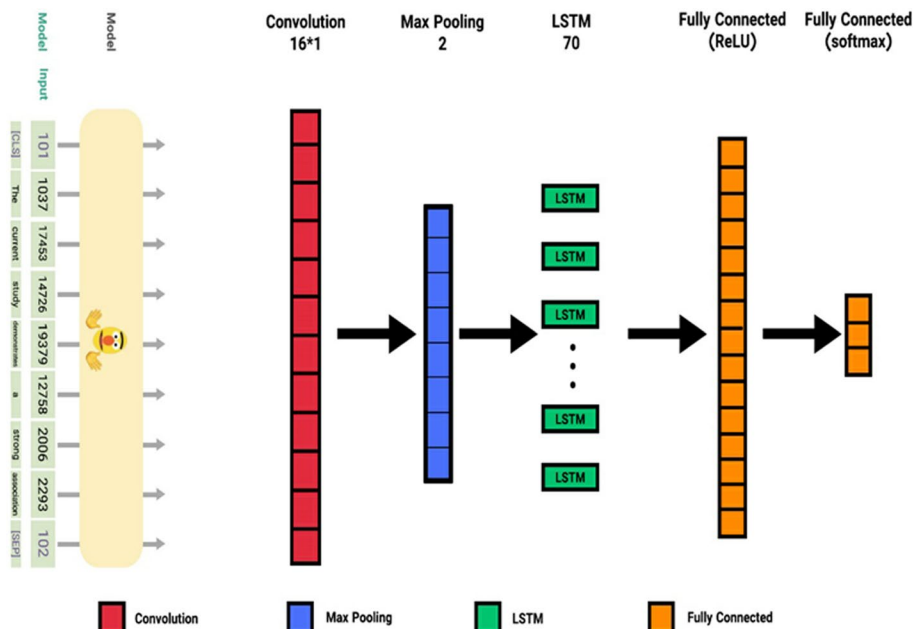 Model Input
Model
Convolution
16*1
Max Pooling
2
LSTM
70
Fully Connected
(ReLU)
Fully Connected
(softmax)
[CLS] 101
The 1037
current 17453
study 14726
demonstrates 19379
a 12758
strong 2006
association 2293
[SEP] 102
LSTM
LSTM
LSTM
LSTM
LSTM
Convolution
Max Pooling
LSTM
Fully Connected